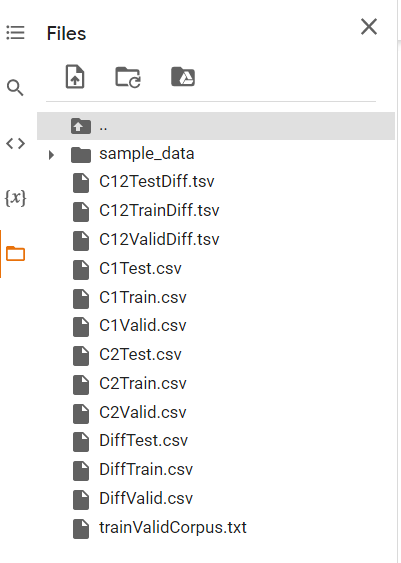 Files
..
sample_data
C12TestDiff.tsv
C12TrainDiff.tsv
C12ValidDiff.tsv
C1Test.csv
C1Train.csv
C1Valid.csv
C2Test.csv
C2Train.csv
C2Valid.csv
DiffTest.csv
DiffTrain.csv
DiffValid.csv
trainValidCorpus.txt